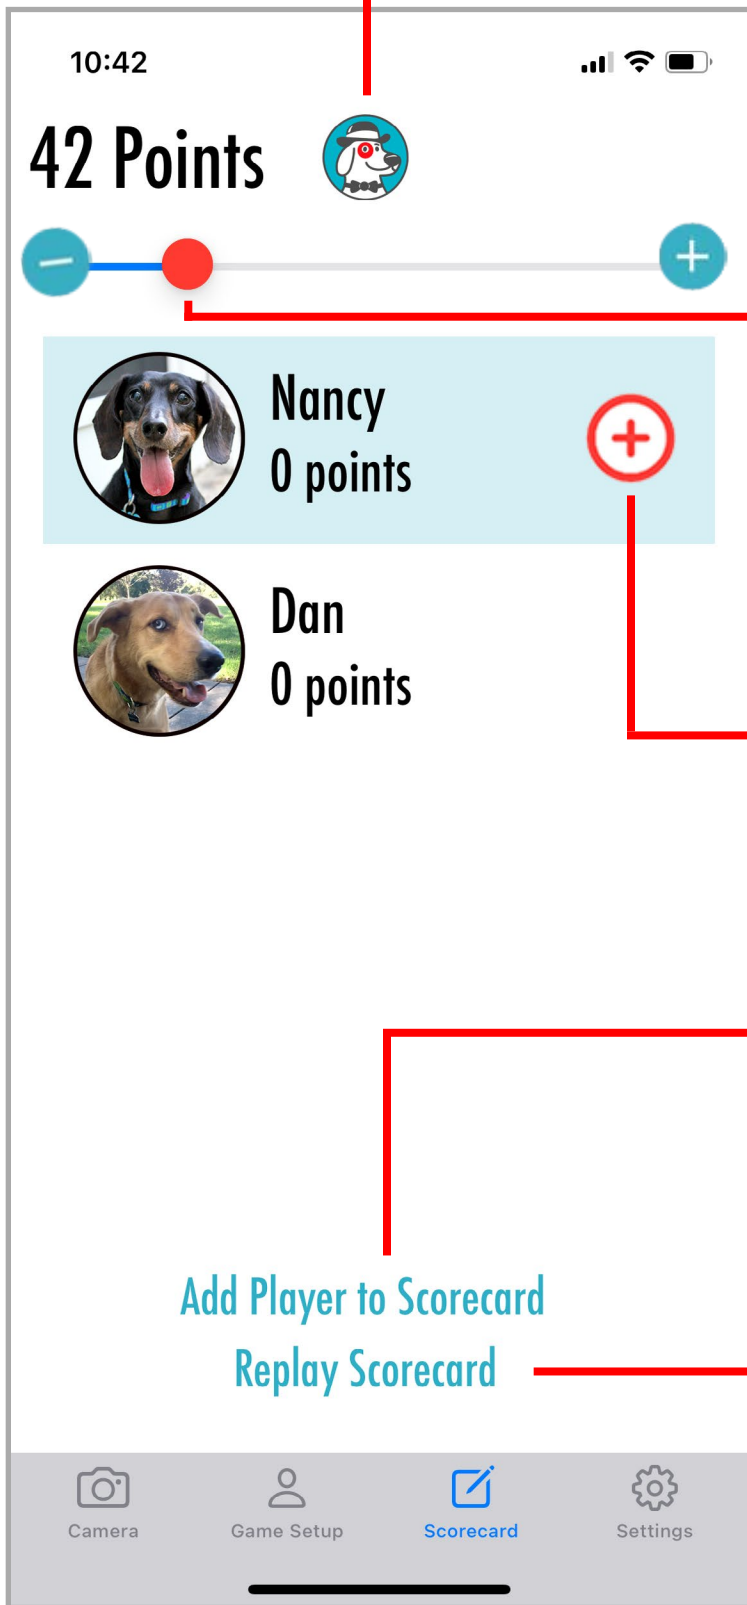 10:42
42 Points
Nancy
0 points
Dan
0 points
Add Player to Scorecard
Replay Scorecard
Camera
Game Setup
Scorecard
Settings